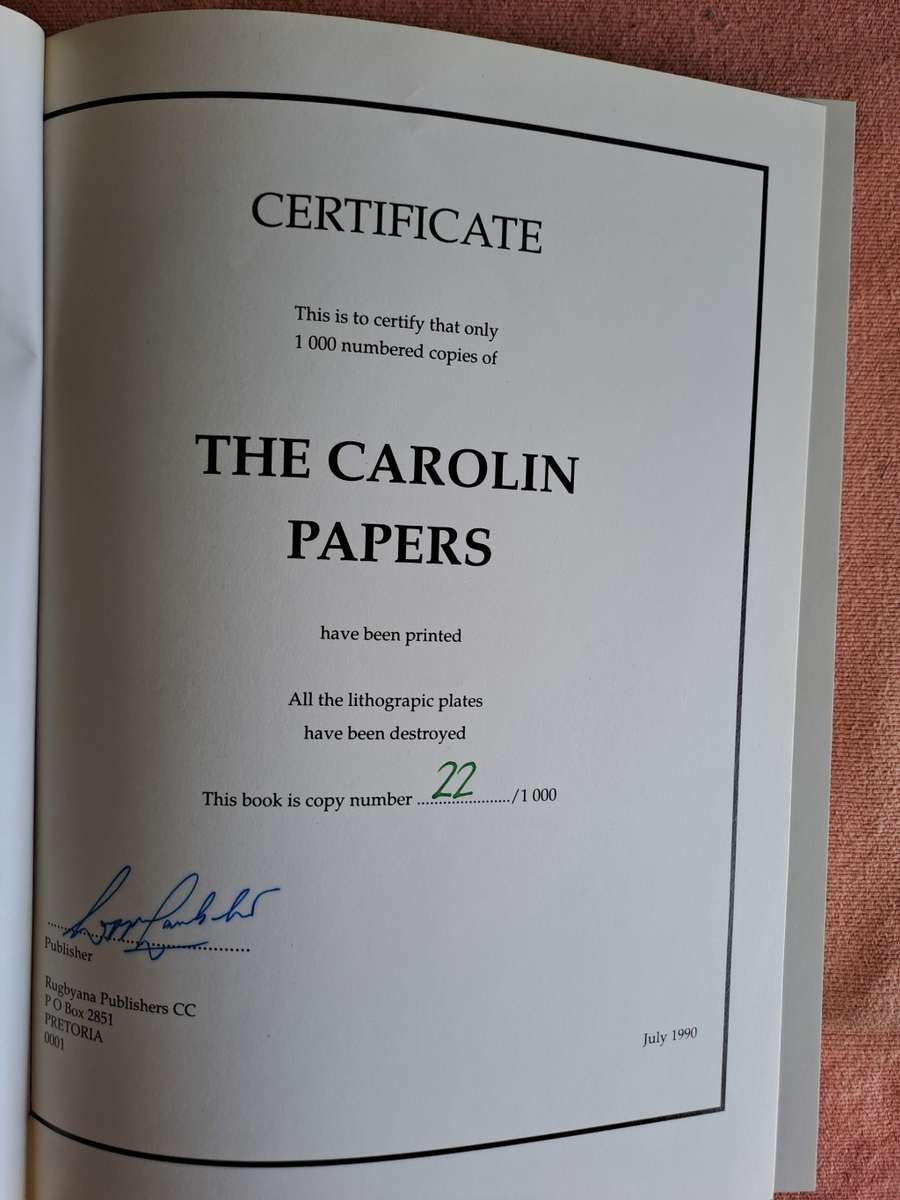 CERTIFICATE
This is to certify that only
1 000 numbered copies of
THE CAROLIN
PAPERS
have been printed
All the lithograpic plates
have been destroyed
This book is copy number ......22....../1 000
Publisher
Rugbyana Publishers CC
P O Box 2851
PRETORIA
0001
July 1990